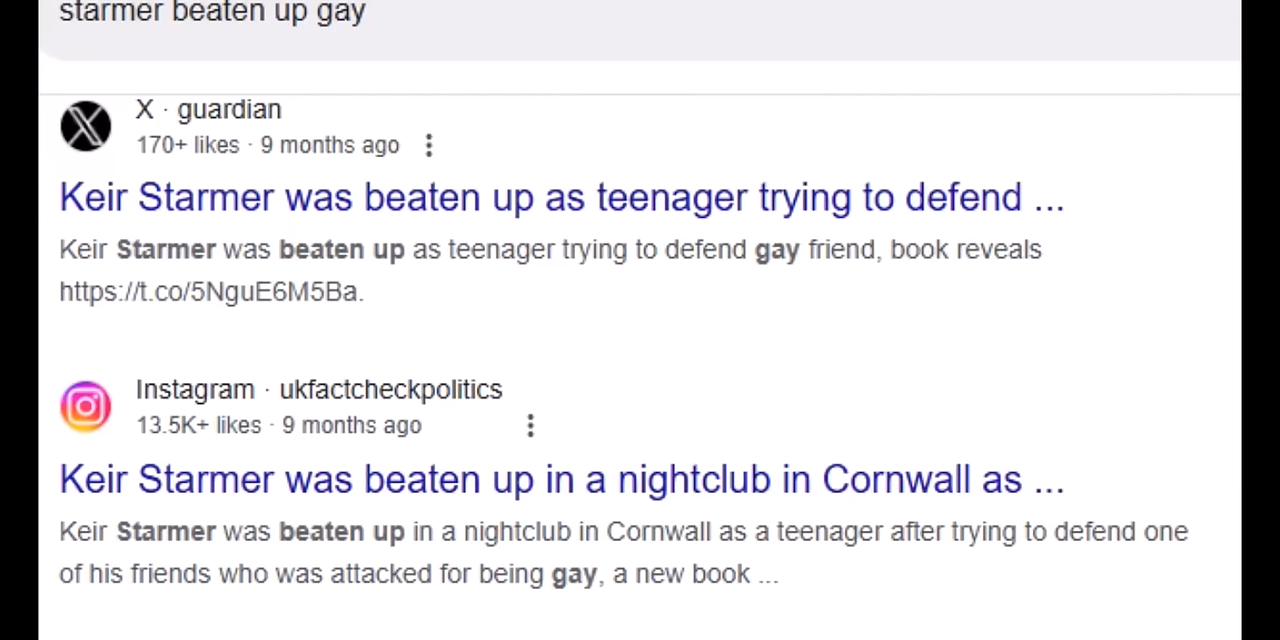 starmer beaten up gay
X · guardian
170+ likes · 9 months ago
Keir Starmer was beaten up as teenager trying to defend ...
Keir Starmer was beaten up as teenager trying to defend gay friend, book reveals
https://t.co/5NguE6M5Ba.
Instagram · ukfactcheckpolitics
13.5K+ likes · 9 months ago
Keir Starmer was beaten up in a nightclub in Cornwall as ...
Keir Starmer was beaten up in a nightclub in Cornwall as a teenager after trying to defend one
of his friends who was attacked for being gay, a new book ...